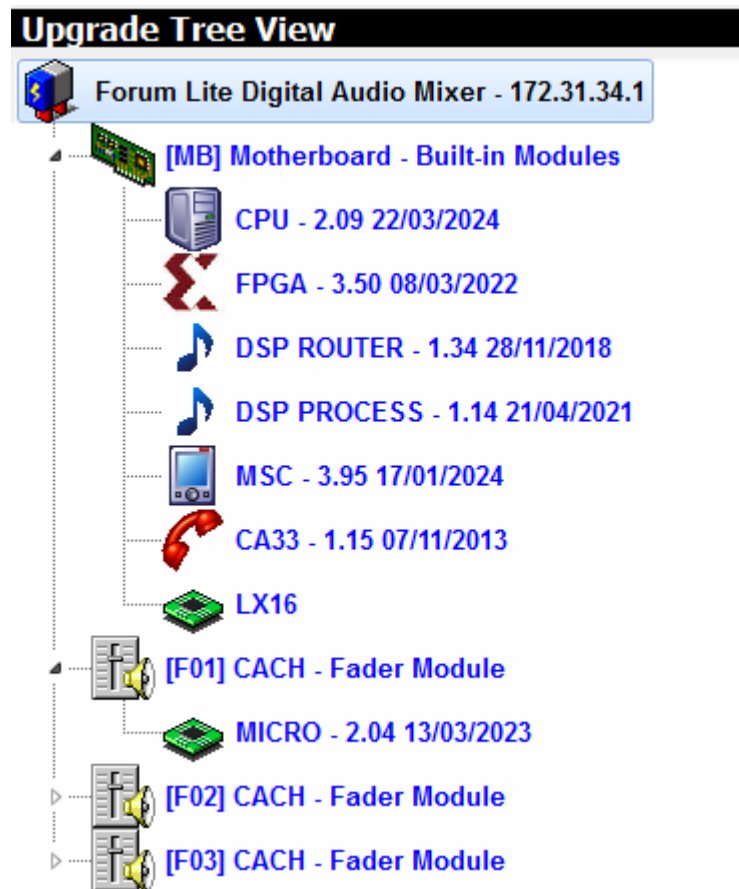 Upgrade Tree View
Forum Lite Digital Audio Mixer - 172.31.34.1
[MB] Motherboard - Built-in Modules
CPU - 2.09 22/03/2024
FPGA - 3.50 08/03/2022
DSP ROUTER - 1.34 28/11/2018
DSP PROCESS - 1.14 21/04/2021
MSC - 3.95 17/01/2024
CA33 - 1.15 07/11/2013
LX16
[F01] CACH - Fader Module
MICRO - 2.04 13/03/2023
[F02] CACH - Fader Module
[F03] CACH - Fader Module